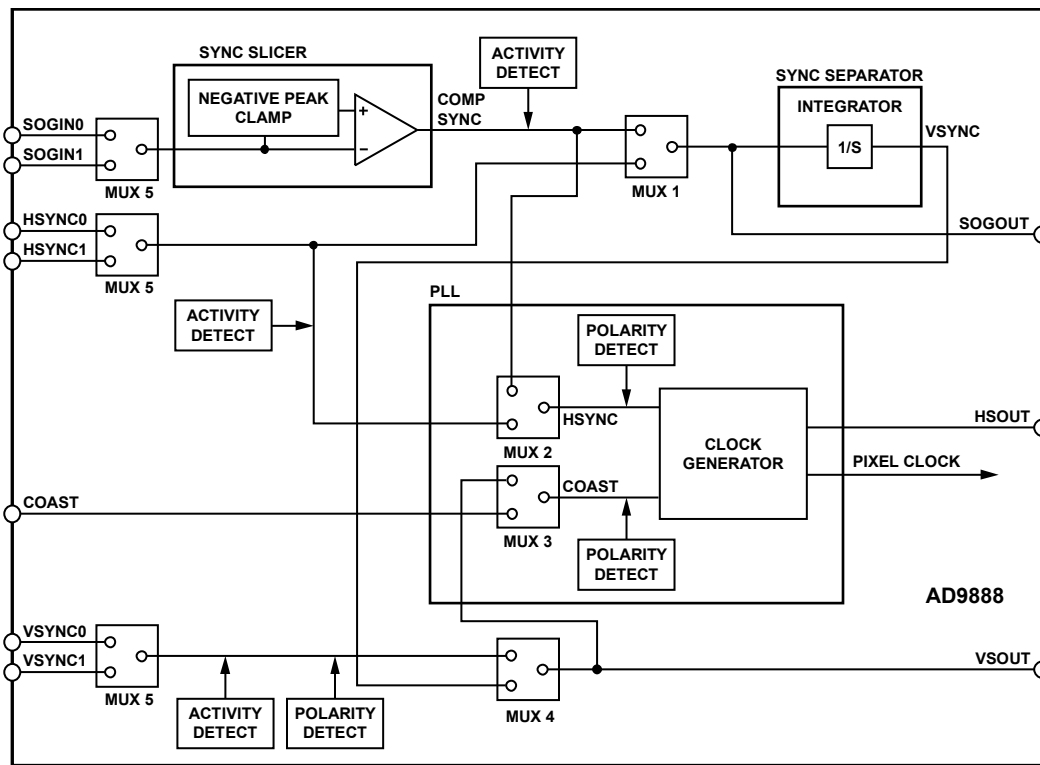 SYNC SLICER
NEGATIVE PEAK
CLAMP
+
−
ACTIVITY
DETECT
COMP
SYNC
SYNC SEPARATOR
INTEGRATOR
1/S
VSYNC
SOGIN0
SOGIN1
MUX 5
MUX 1
HSYNC0
HSYNC1
MUX 5
SOGOUT
ACTIVITY
DETECT
PLL
POLARITY
DETECT
HSYNC
MUX 2
CLOCK
GENERATOR
HSOUT
PIXEL CLOCK
COAST
COAST
MUX 3
POLARITY
DETECT
AD9888
VSYNC0
VSYNC1
MUX 5
ACTIVITY
DETECT
POLARITY
DETECT
MUX 4
VSOUT